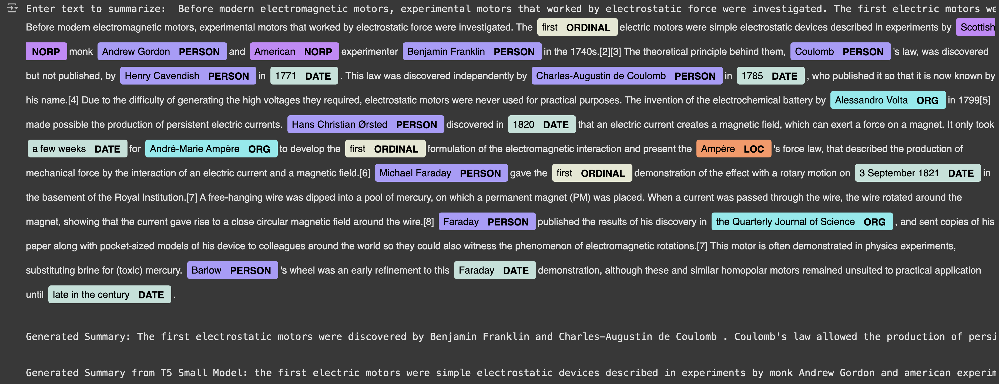 Enter text to summarize:  Before modern electromagnetic motors, experimental motors that worked by electrostatic force were investigated. The first electric motors we
Before modern electromagnetic motors, experimental motors that worked by electrostatic force were investigated. The first ORDINAL electric motors were simple electrostatic devices described in experiments by Scottish
NORP monk Andrew Gordon PERSON and American NORP experimenter Benjamin Franklin PERSON in the 1740s.[2][3] The theoretical principle behind them, Coulomb PERSON 's law, was discovered
but not published, by Henry Cavendish PERSON in 1771 DATE . This law was discovered independently by Charles-Augustin de Coulomb PERSON in 1785 DATE , who published it so that it is now known by
his name.[4] Due to the difficulty of generating the high voltages they required, electrostatic motors were never used for practical purposes. The invention of the electrochemical battery by Alessandro Volta ORG in 1799[5]
made possible the production of persistent electric currents. Hans Christian Ørsted PERSON discovered in 1820 DATE that an electric current creates a magnetic field, which can exert a force on a magnet. It only took
a few weeks DATE for André-Marie Ampère ORG to develop the first ORDINAL formulation of the electromagnetic interaction and present the Ampère LOC 's force law, that described the production of
mechanical force by the interaction of an electric current and a magnetic field.[6] Michael Faraday PERSON gave the first ORDINAL demonstration of the effect with a rotary motion on 3 September 1821 DATE in
the basement of the Royal Institution.[7] A free-hanging wire was dipped into a pool of mercury, on which a permanent magnet (PM) was placed. When a current was passed through the wire, the wire rotated around the
magnet, showing that the current gave rise to a close circular magnetic field around the wire.[8] Faraday PERSON published the results of his discovery in the Quarterly Journal of Science ORG , and sent copies of his
paper along with pocket-sized models of his device to colleagues around the world so they could also witness the phenomenon of electromagnetic rotations.[7] This motor is often demonstrated in physics experiments,
substituting brine for (toxic) mercury. Barlow PERSON 's wheel was an early refinement to this Faraday DATE demonstration, although these and similar homopolar motors remained unsuited to practical application
until late in the century DATE .
Generated Summary: The first electrostatic motors were discovered by Benjamin Franklin and Charles-Augustin de Coulomb . Coulomb's law allowed the production of persi
Generated Summary from T5 Small Model: the first electric motors were simple electrostatic devices described in experiments by monk Andrew Gordon and american experim